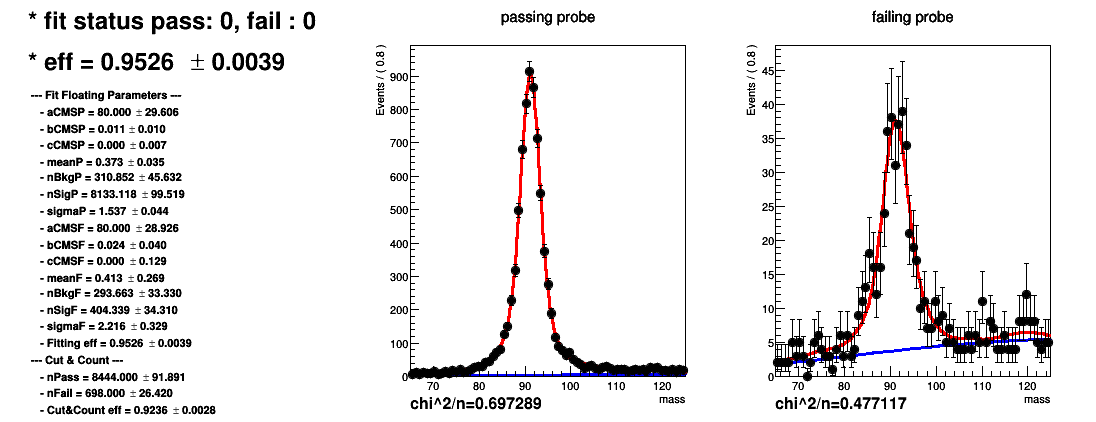 * fit status pass: 0, fail : 0
* eff = 0.9526 ± 0.0039
--- Fit Floating Parameters ---
- aCMSP = 80.000 ± 29.606
- bCMSP = 0.011 ± 0.010
- cCMSP = 0.000 ± 0.007
- meanP = 0.373 ± 0.035
- nBkgP = 310.852 ± 45.632
- nSigP = 8133.118 ± 99.519
- sigmaP = 1.537 ± 0.044
- aCMSF = 80.000 ± 28.926
- bCMSF = 0.024 ± 0.040
- cCMSF = 0.000 ± 0.129
- meanF = 0.413 ± 0.269
- nBkgF = 293.663 ± 33.330
- nSigF = 404.339 ± 34.310
- sigmaF = 2.216 ± 0.329
- Fitting eff = 0.9526 ± 0.0039
--- Cut & Count ---
- nPass = 8444.000 ± 91.891
- nFail = 698.000 ± 26.420
- Cut&Count eff = 0.9236 ± 0.0028
passing probe
Events / ( 0.8 )
900
800
700
600
500
400
300
200
100
0
70 80 90 100 110 120
mass
chi^2/n=0.697289
failing probe
Events / ( 0.8 )
45
40
35
30
25
20
15
10
5
0
70 80 90 100 110 120
mass
chi^2/n=0.477117